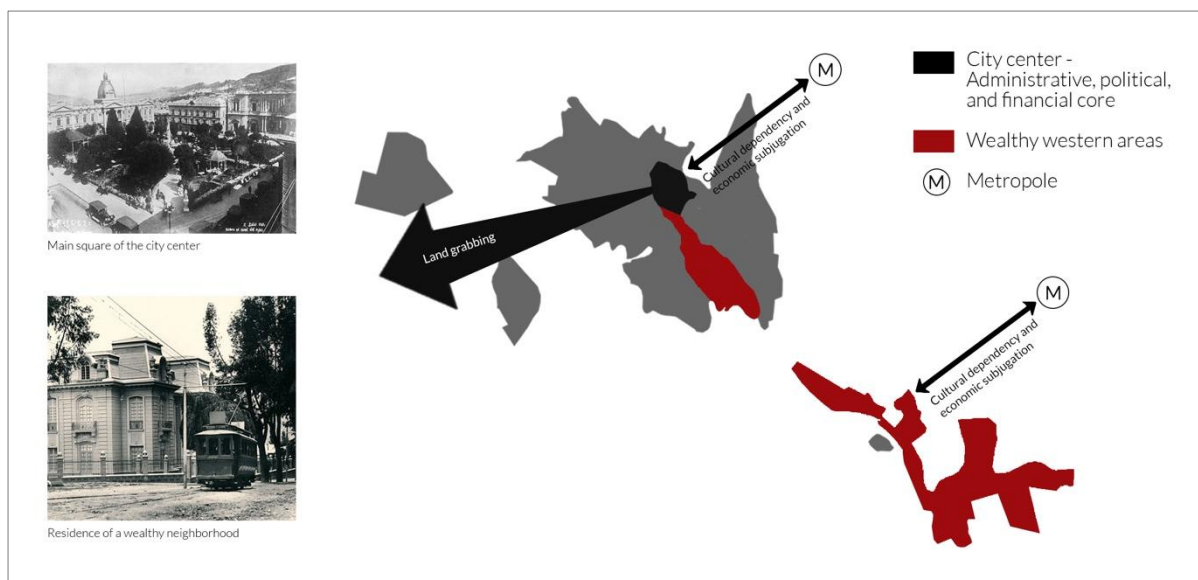 Main square of the city center
Residence of a wealthy neighborhood
Land grabbing
M
Cultural dependency and
economic subjugation
M
Cultural dependency and
economic subjugation
City center -
Administrative, political,
and financial core
Wealthy western areas
M
Metropole